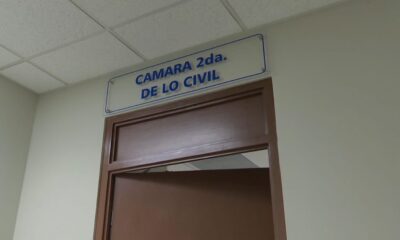 CAMARA 2da.
DE LO CIVIL